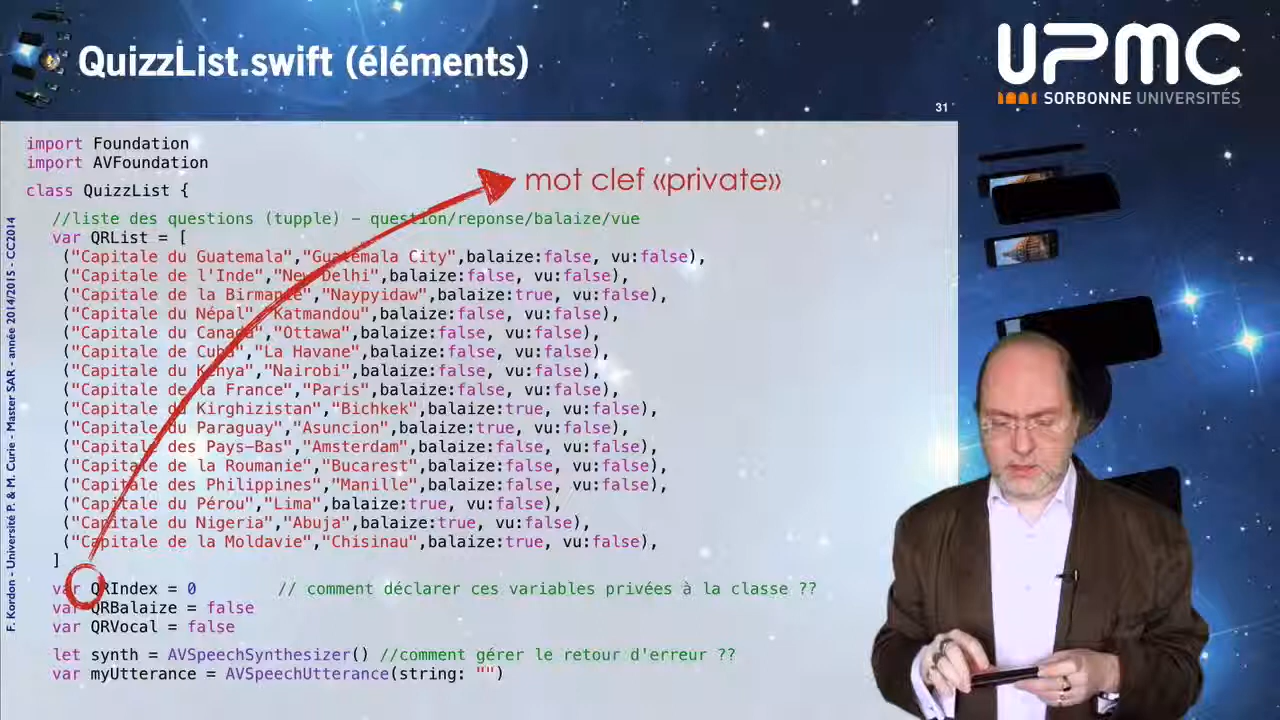 QuizzList.swift (éléments)
UPMC
SORBONNE UNIVERSITÉS
31
import Foundation
import AVFoundation
mot clef «private»
class QuizzList {
//liste des questions (tupple) – question/reponse/balaize/vue
var QRList = [
("Capitale du Guatemala","Guatemala City",balaize:false, vu:false),
("Capitale de l'Inde","New Delhi",balaize:false, vu:false),
("Capitale de la Birmanie","Naypyidaw",balaize:true, vu:false),
("Capitale du Népal","Katmandou",balaize:false, vu:false),
("Capitale du Canada","Ottawa",balaize:false, vu:false),
("Capitale de Cuba","La Havane",balaize:false, vu:false),
("Capitale du Kenya","Nairobi",balaize:false, vu:false),
("Capitale de la France","Paris",balaize:false, vu:false),
("Capitale du Kirghizistan","Bichkek",balaize:true, vu:false),
("Capitale du Paraguay","Asuncion",balaize:true, vu:false),
("Capitale des Pays–Bas","Amsterdam",balaize:false, vu:false),
("Capitale de la Roumanie","Bucarest",balaize:false, vu:false),
("Capitale des Philippines","Manille",balaize:false, vu:false),
("Capitale du Pérou","Lima",balaize:true, vu:false),
("Capitale du Nigeria","Abuja",balaize:true, vu:false),
("Capitale de la Moldavie","Chisinau",balaize:true, vu:false),
]
var QRIndex = 0 // comment déclarer ces variables privées à la classe ??
var QRBalaize = false
var QRVocal = false
let synth = AVSpeechSynthesizer() //comment gérer le retour d'erreur ??
var myUtterance = AVSpeechUtterance(string: "")
F. Kordon - Université P. & M. Curie - Master SAR - année 2014/2015 - CC2014